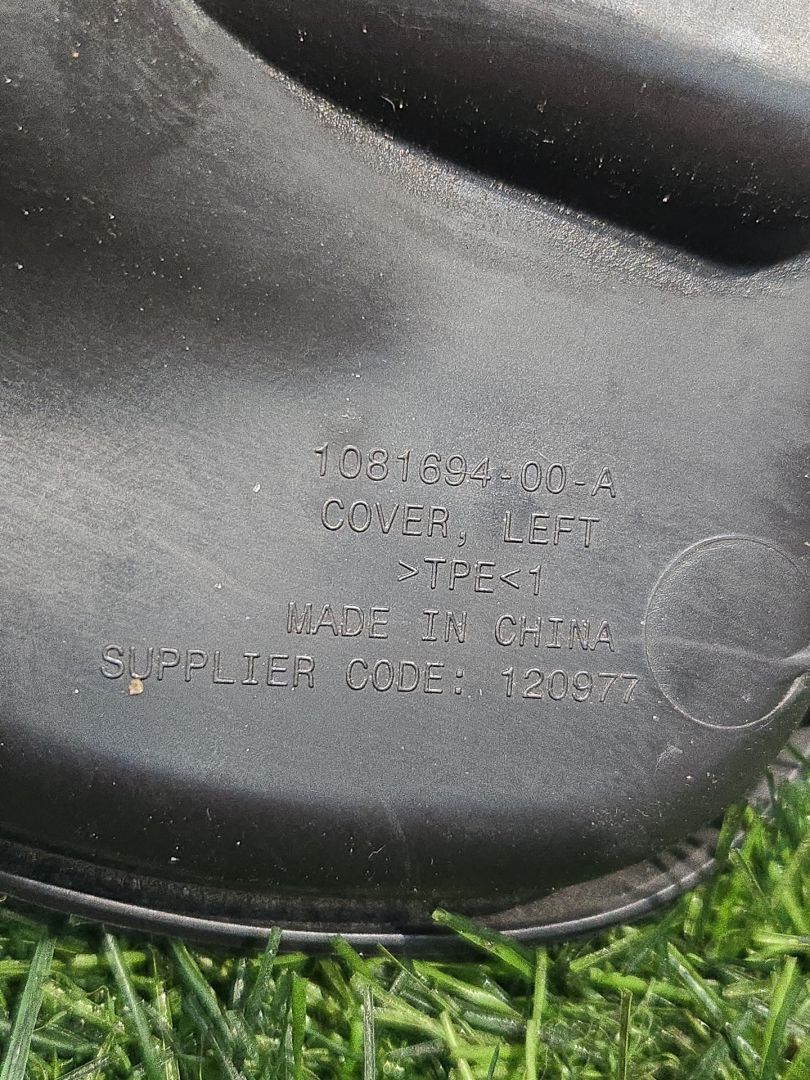 1081694-00-A
COVER, LEFT
>TPE<1
MADE IN CHINA
SUPPLIER CODE: 120977